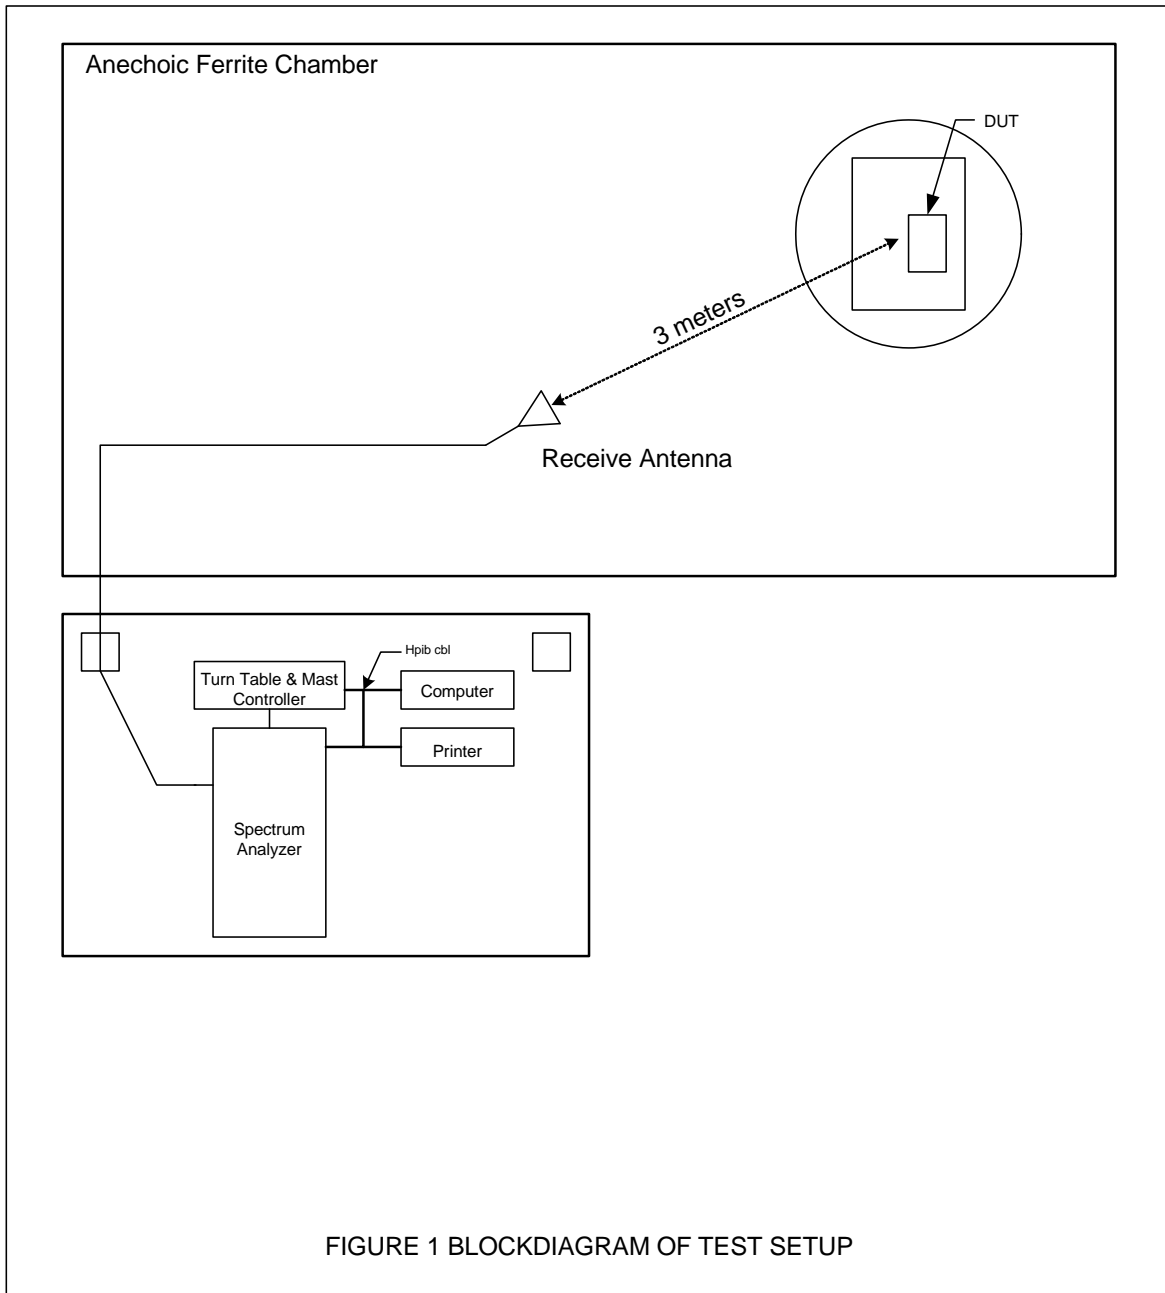 Anechoic Ferrite Chamber
DUT
3 meters
Receive Antenna
Hpib cbl
Turn Table & Mast
Controller
Computer
Printer
Spectrum
Analyzer
FIGURE 1 BLOCKDIAGRAM OF TEST SETUP